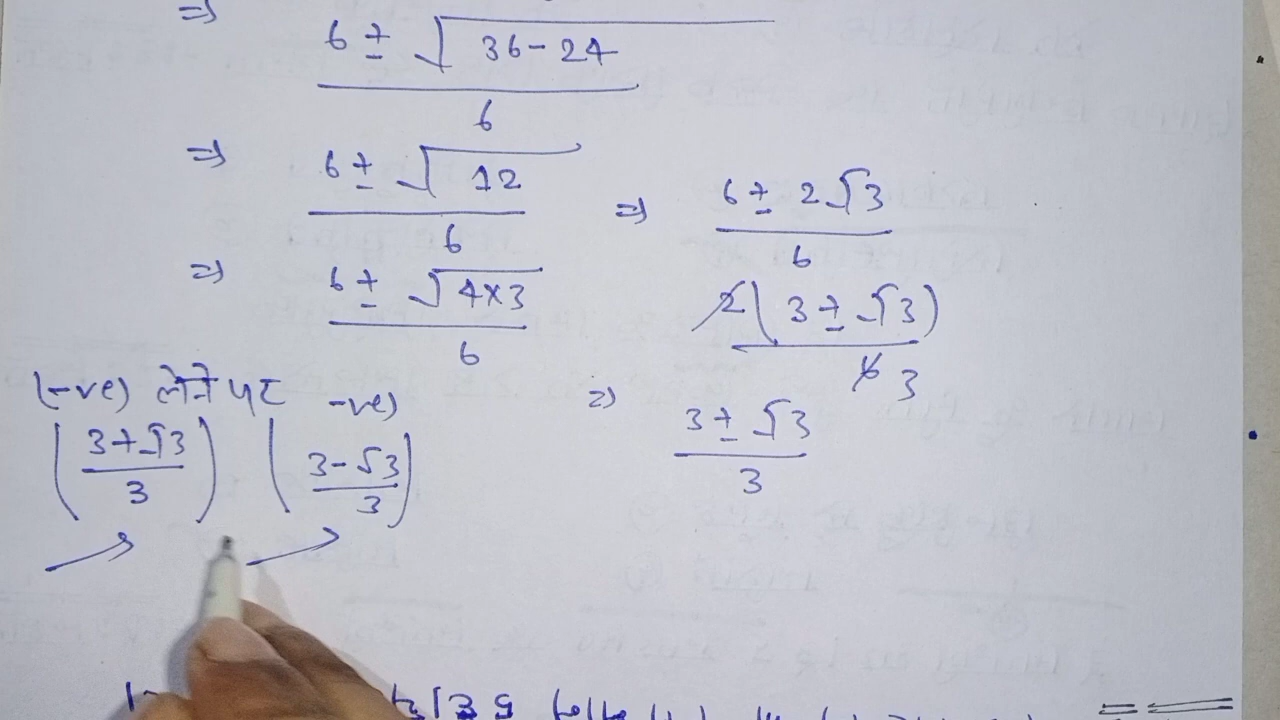 ⇒ 6 ± √36-24
6
⇒ 6 ± √12
6
⇒ 6 ± √4×3
6
⇒ 6 ± 2√3
6
2(3 ± √3)
6 3
⇒ 3 ± √3
3
(-ve) लेने पर -ve)
(3+√3) (3-√3)
3 3